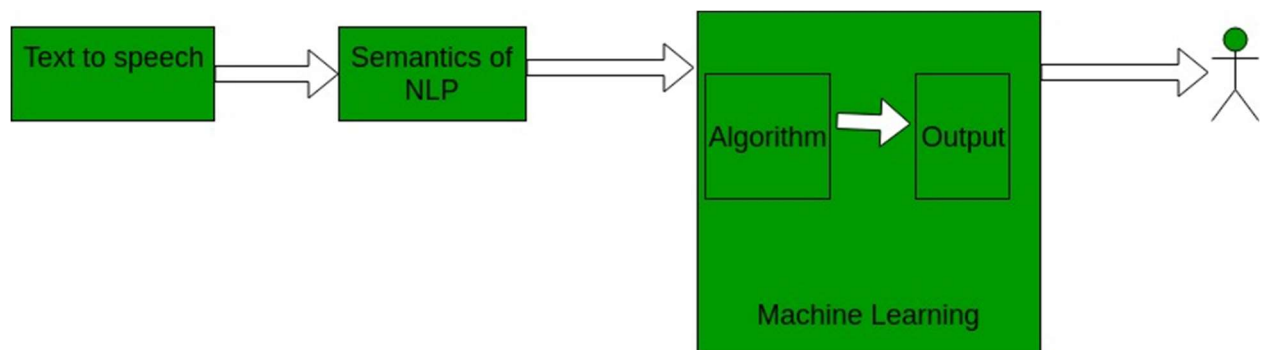 Text to speech
Semantics of
NLP
Algorithm
Output
Machine Learning